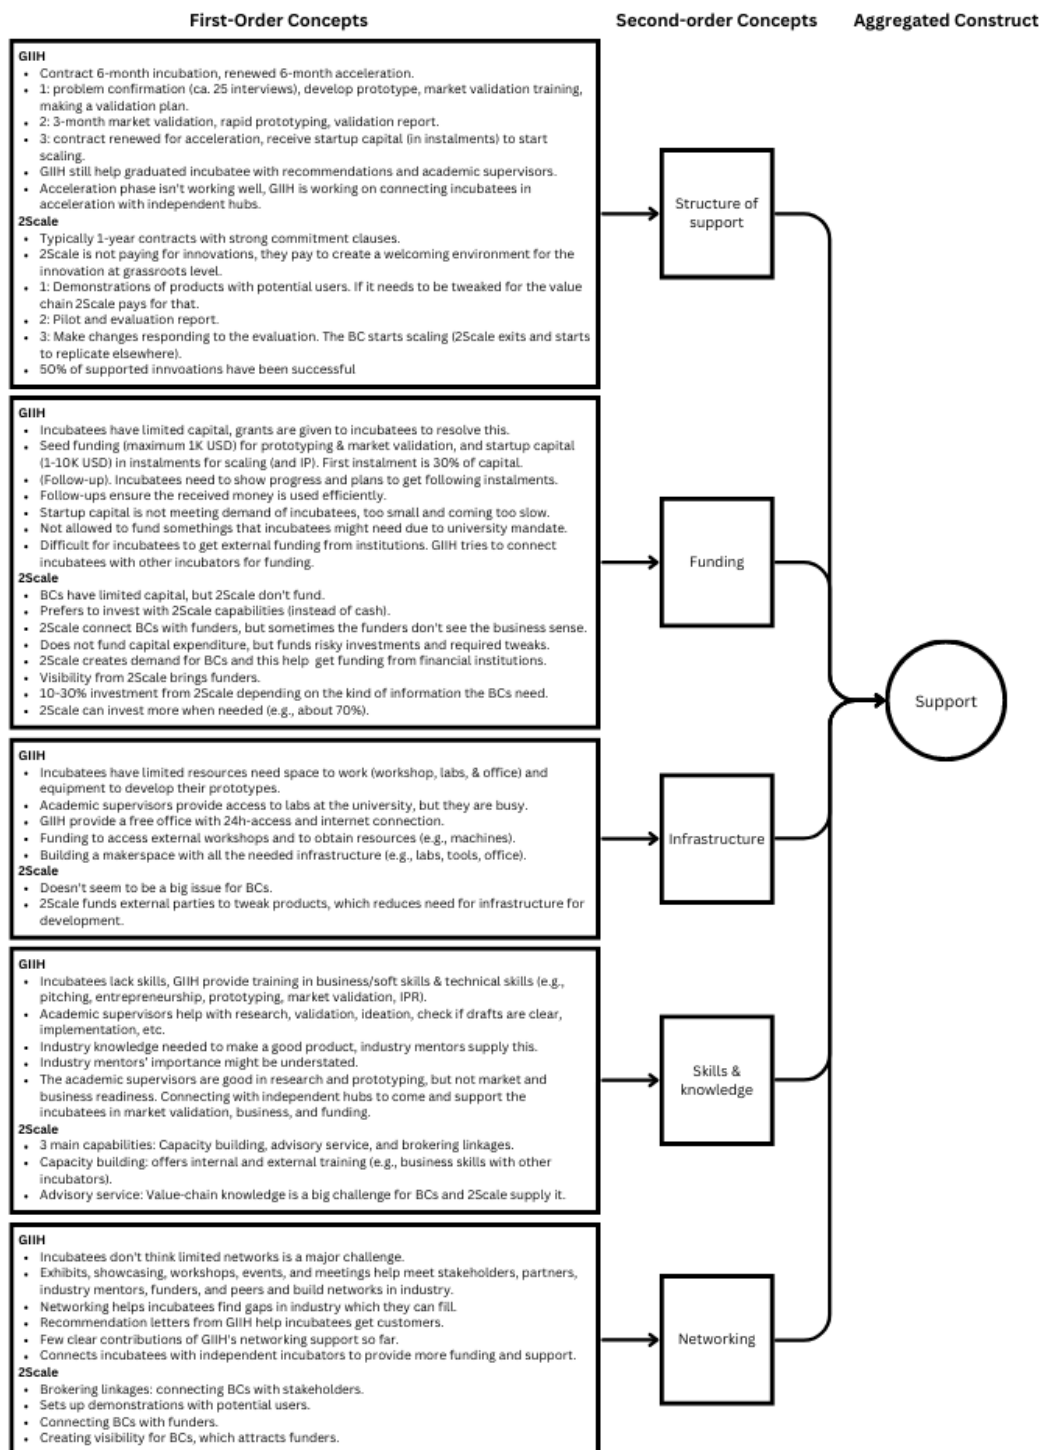 First-Order Concepts
Second-order Concepts
Aggregated Construct
GIIH
• Contract 6-month incubation, renewed 6-month acceleration.
• 1: problem confirmation (ca. 25 interviews), develop prototype, market validation training,
making a validation plan.
• 2: 3-month market validation, rapid prototyping, validation report.
• 3: contract renewed for acceleration, receive startup capital (in instalments) to start
scaling.
• GIIH still help graduated incubatee with recommendations and academic supervisors.
• Acceleration phase isn't working well, GIIH is working on connecting incubatees in
acceleration with independent hubs.
2Scale
• Typically 1-year contracts with strong commitment clauses.
• 2Scale is not paying for innovations, they pay to create a welcoming environment for the
innovation at grassroots level.
• 1: Demonstrations of products with potential users. If it needs to be tweaked for the value
chain 2Scale pays for that.
• 2: Pilot and evaluation report.
• 3: Make changes responding to the evaluation. The BC starts scaling (2Scale exits and starts
to replicate elsewhere).
• 50% of supported innvoations have been successful
Structure of
support
GIIH
• Incubatees have limited capital, grants are given to incubatees to resolve this.
• Seed funding (maximum 1K USD) for prototyping & market validation, and startup capital
(1-10K USD) in instalments for scaling (and IP). First instalment is 30% of capital.
• (Follow-up). Incubatees need to show progress and plans to get following instalments.
• Follow-ups ensure the received money is used efficiently.
• Startup capital is not meeting demand of incubatees, too small and coming too slow.
• Not allowed to fund somethings that incubatees might need due to university mandate.
• Difficult for incubatees to get external funding from institutions. GIIH tries to connect
incubatees with other incubators for funding.
2Scale
• BCs have limited capital, but 2Scale don't fund.
• Prefers to invest with 2Scale capabilities (instead of cash).
• 2Scale connect BCs with funders, but sometimes the funders don't see the business sense.
• Does not fund capital expenditure, but funds risky investments and required tweaks.
• 2Scale creates demand for BCs and this help get funding from financial institutions.
• Visibility from 2Scale brings funders.
• 10-30% investment from 2Scale depending on the kind of information the BCs need.
• 2Scale can invest more when needed (e.g., about 70%).
Funding
Support
GIIH
• Incubatees have limited resources need space to work (workshop, labs, & office) and
equipment to develop their prototypes.
• Academic supervisors provide access to labs at the university, but they are busy.
• GIIH provide a free office with 24h-access and internet connection.
• Funding to access external workshops and to obtain resources (e.g., machines).
• Building a makerspace with all the needed infrastructure (e.g., labs, tools, office).
2Scale
• Doesn't seem to be a big issue for BCs.
• 2Scale funds external parties to tweak products, which reduces need for infrastructure for
development.
Infrastructure
GIIH
• Incubatees lack skills, GIIH provide training in business/soft skills & technical skills (e.g.,
pitching, entrepreneurship, prototyping, market validation, IPR).
• Academic supervisors help with research, validation, ideation, check if drafts are clear,
implementation, etc.
• Industry knowledge needed to make a good product, industry mentors supply this.
• Industry mentors' importance might be understated.
• The academic supervisors are good in research and prototyping, but not market and
business readiness. Connecting with independent hubs to come and support the
incubatees in market validation, business, and funding.
2Scale
• 3 main capabilities: Capacity building, advisory service, and brokering linkages.
• Capacity building: offers internal and external training (e.g., business skills with other
incubators).
• Advisory service: Value-chain knowledge is a big challenge for BCs and 2Scale supply it.
Skills &
knowledge
GIIH
• Incubatees don't think limited networks is a major challenge.
• Exhibits, showcasing, workshops, events, and meetings help meet stakeholders, partners,
industry mentors, funders, and peers and build networks in industry.
• Networking helps incubatees find gaps in industry which they can fill.
• Recommendation letters from GIIH help incubatees get customers.
• Few clear contributions of GIIH's networking support so far.
• Connects incubatees with independent incubators to provide more funding and support.
2Scale
• Brokering linkages: connecting BCs with stakeholders.
• Sets up demonstrations with potential users.
• Connecting BCs with funders.
• Creating visibility for BCs, which attracts funders.
Networking